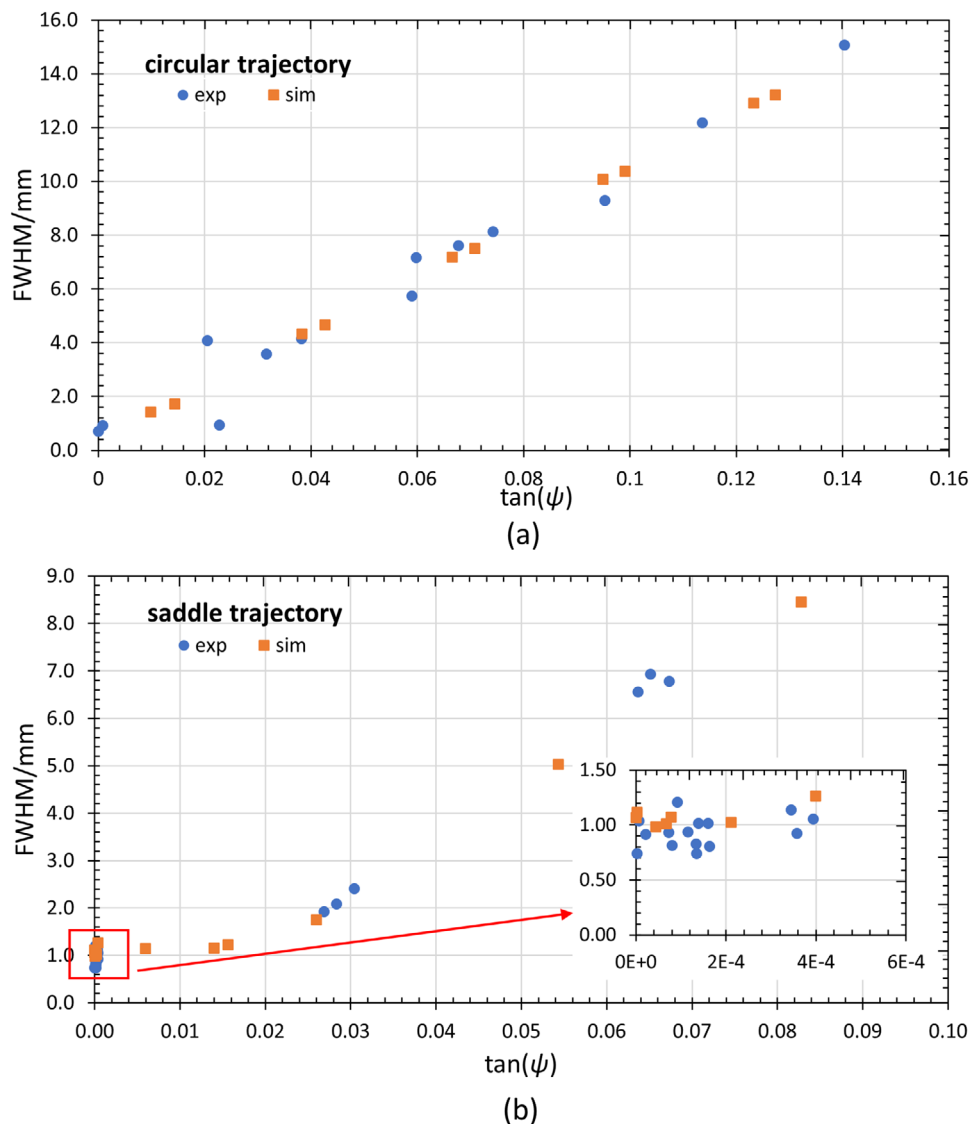 16.0
circular trajectory
exp sim
14.0
12.0
10.0
8.0
6.0
4.0
2.0
0.0
FWHM/mm
0 0.02 0.04 0.06 0.08 0.1 0.12 0.14 0.16
tan(ψ)
(a)
9.0
saddle trajectory
exp sim
8.0
7.0
6.0
5.0
4.0
3.0
2.0
1.0
0.0
FWHM/mm
1.50
1.00
0.50
0.00
0E+0 2E-4 4E-4 6E-4
0.00 0.01 0.02 0.03 0.04 0.05 0.06 0.07 0.08 0.09 0.10
tan(ψ)
(b)